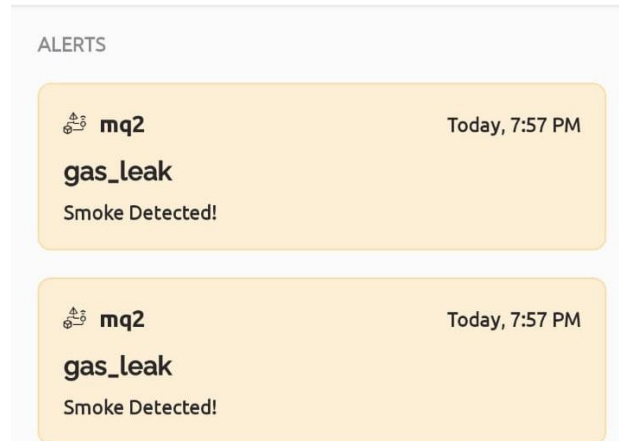 ALERTS
mq2 Today, 7:57 PM
gas_leak
Smoke Detected!
mq2 Today, 7:57 PM
gas_leak
Smoke Detected!